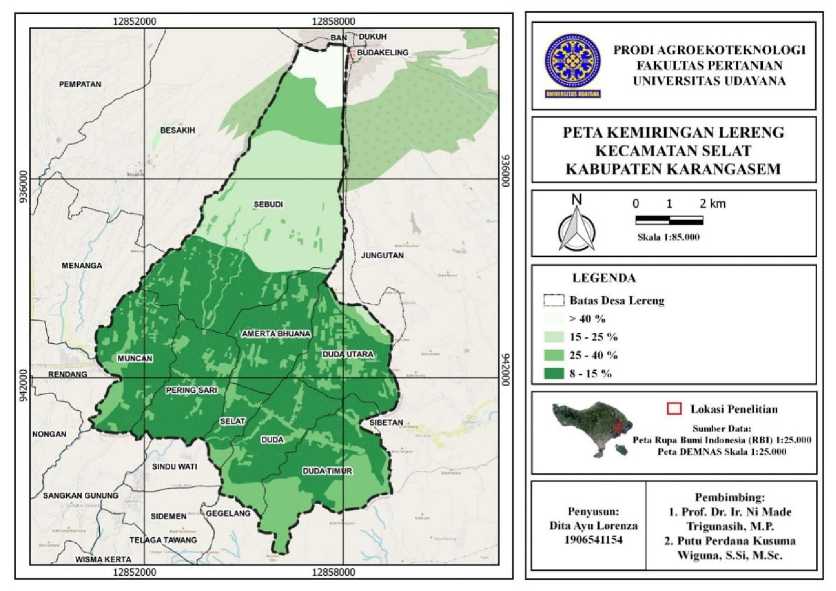 12852000
12858000
BAN
DUKUH
BUDAKELING
PEMPATAN
BESAKIH
936000
936000
SEBUDI
JUNGUTAN
MENANGA
AMERTA BHUANA
MUNCAN
DUDA UTARA
RENDANG
942000
942000
PERING SARI
SELAT
SIBETAN
NONGAN
DUDA
SINDU WATI
DUDA TIMUR
SANGKAN GUNUNG
SIDEMEN
GEGELANG
TELAGA TAWANG
WISMA KERTA
12852000
12858000
UNIVERSITAS UDAYANA
PRODI AGROEKOTEKNOLOGI
FAKULTAS PERTANIAN
UNIVERSITAS UDAYANA
PETA KEMIRINGAN LERENG
KECAMATAN SELAT
KABUPATEN KARANGASEM
N
0 1 2 km
Skala 1:85.000
LEGENDA
Batas Desa Lereng
> 40 %
15 - 25 %
25 - 40 %
8 - 15 %
Lokasi Penelitian
Sumber Data:
Peta Rupa Bumi Indonesia (RBI) 1:25.000
Peta DEMNAS Skala 1:25.000
Penyusun:
Dita Ayu Lorenza
1906541154
Pembimbing:
1. Prof. Dr. Ir. Ni Made
Trigunasih, M.P.
2. Putu Perdana Kusuma
Wiguna, S.Si, M.Sc.